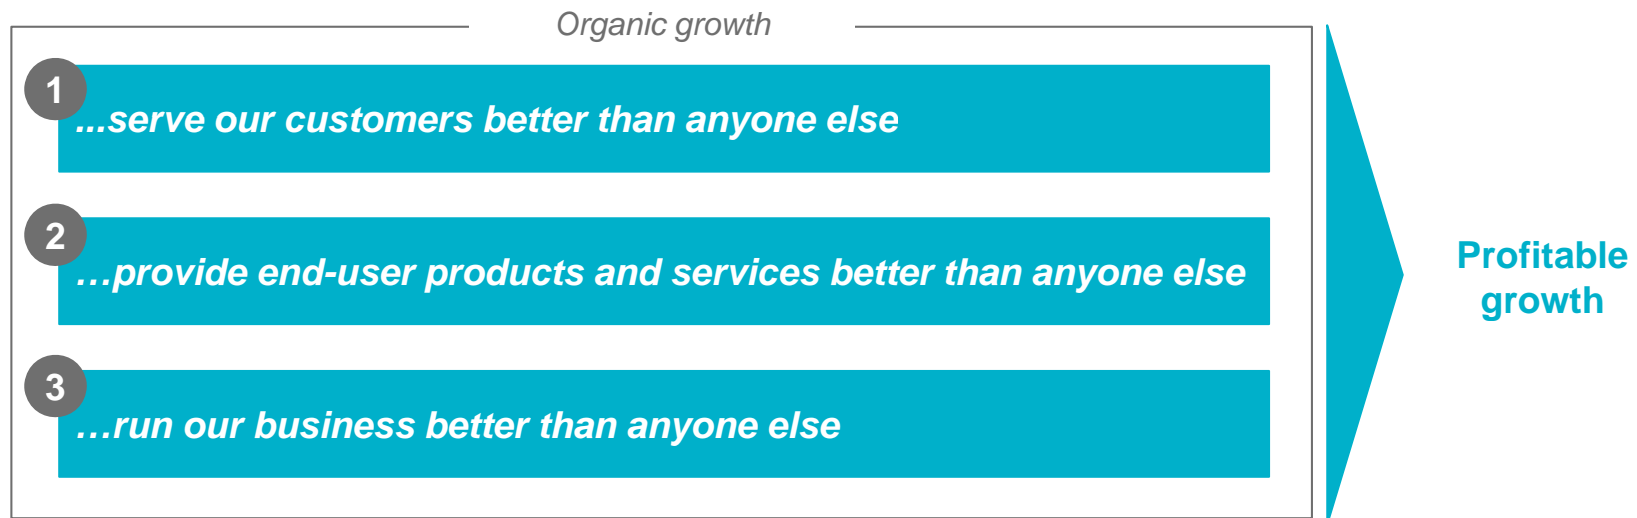 Organic growth
1
...serve our customers better than anyone else
2
…provide end-user products and services better than anyone else
3
…run our business better than anyone else
Profitable
growth